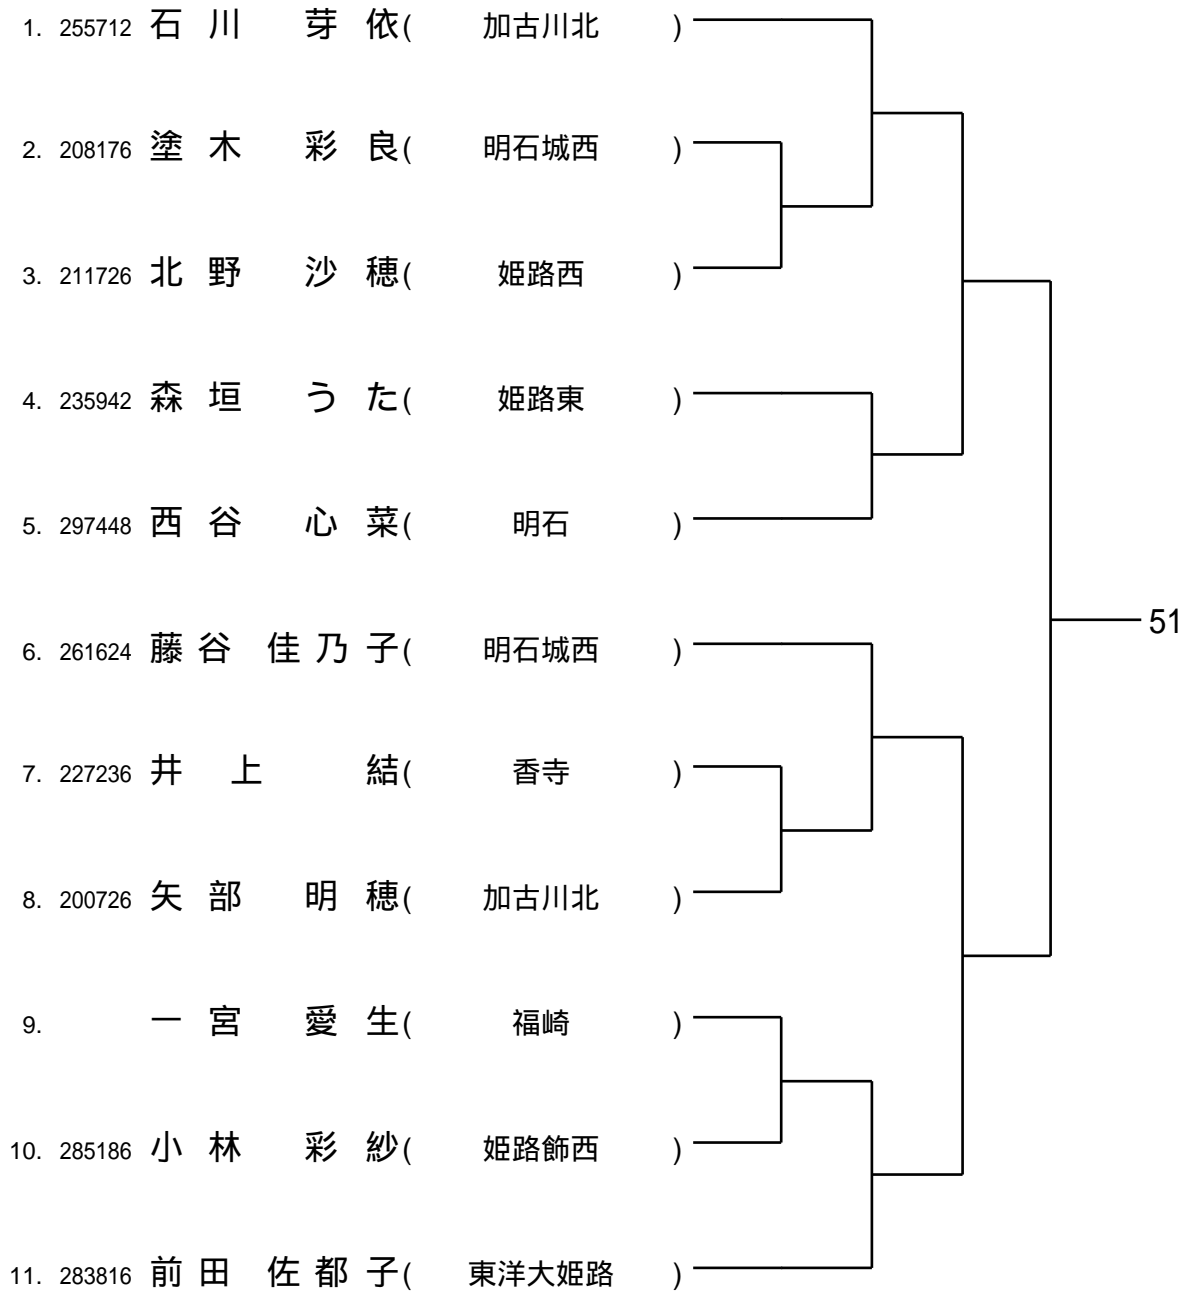 1. 255712 石川 芽依( 加古川北 )
2. 208176 塗木 彩良( 明石城西 )
3. 211726 北野 沙穂( 姫路西 )
4. 235942 森垣 うた( 姫路東 )
5. 297448 西谷 心菜( 明石 )
51
6. 261624 藤谷 佳乃子( 明石城西 )
7. 227236 井上 結( 香寺 )
8. 200726 矢部 明穂( 加古川北 )
9. 一宮 愛生( 福崎 )
10. 285186 小林 彩紗( 姫路飾西 )
11. 283816 前田 佐都子( 東洋大姫路 )